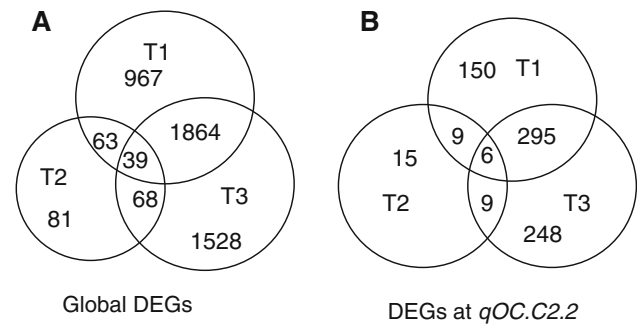 A
T1
967
63
1864
39
T2
81
68
T3
1528
Global DEGs
B
150 T1
9
295
6
15
T2
9
T3
248
DEGs at qOC.C2.2